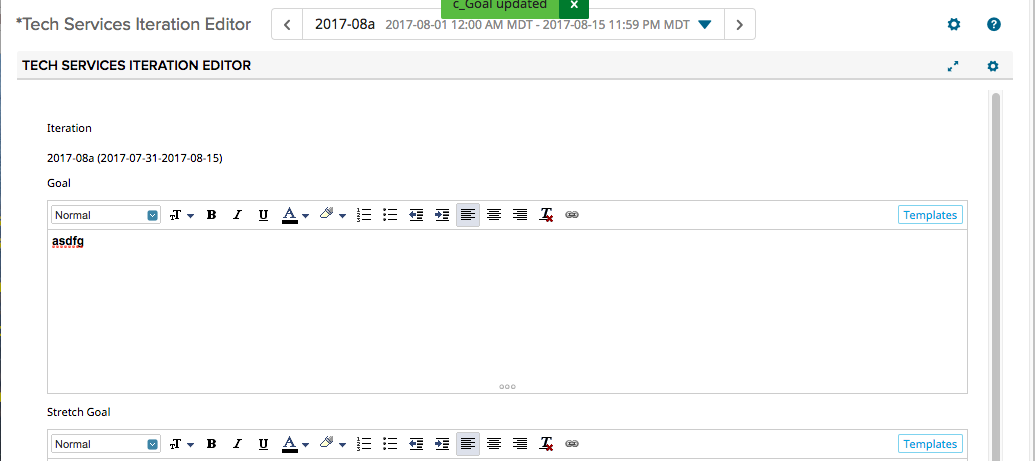 c_Goal updated x
*Tech Services Iteration Editor 2017-08a 2017-08-01 12:00 AM MDT - 2017-08-15 11:59 PM MDT
TECH SERVICES ITERATION EDITOR
Iteration
2017-08a (2017-07-31-2017-08-15)
Goal
Normal TT B I U A T Templates
asdfg
Stretch Goal
Normal TT B I U A T Templates